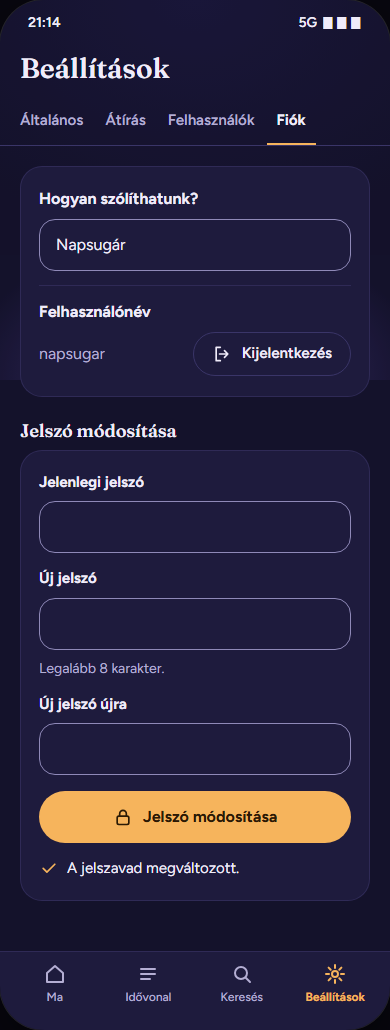 21:14
5G
Beállítások
Általános Átírás Felhasználók Fiók
Hogyan szólíthatunk?
Napsugár
Felhasználónév
napsugar
Kijelentkezés
Jelszó módosítása
Jelenlegi jelszó
Új jelszó
Legalább 8 karakter.
Új jelszó újra
Jelszó módosítása
A jelszavad megváltozott.
Ma Idővonal Keresés Beállítások